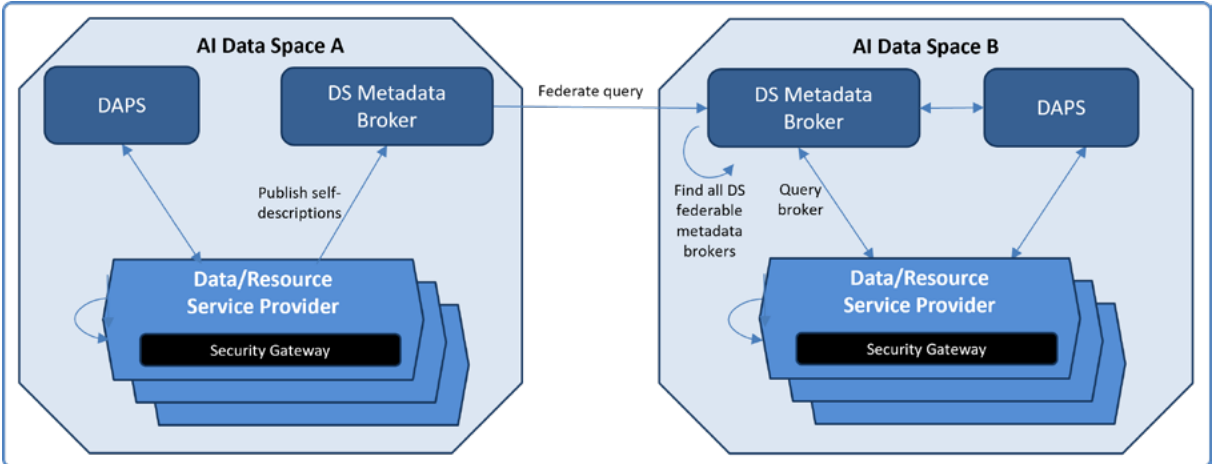 AI Data Space A
DAPS
DS Metadata
Broker
Publish self-
descriptions
Data/Resource
Service Provider
Security Gateway
Federate query
AI Data Space B
DS Metadata
Broker
DAPS
Find all DS
federable
metadata
brokers
Query
broker
Data/Resource
Service Provider
Security Gateway